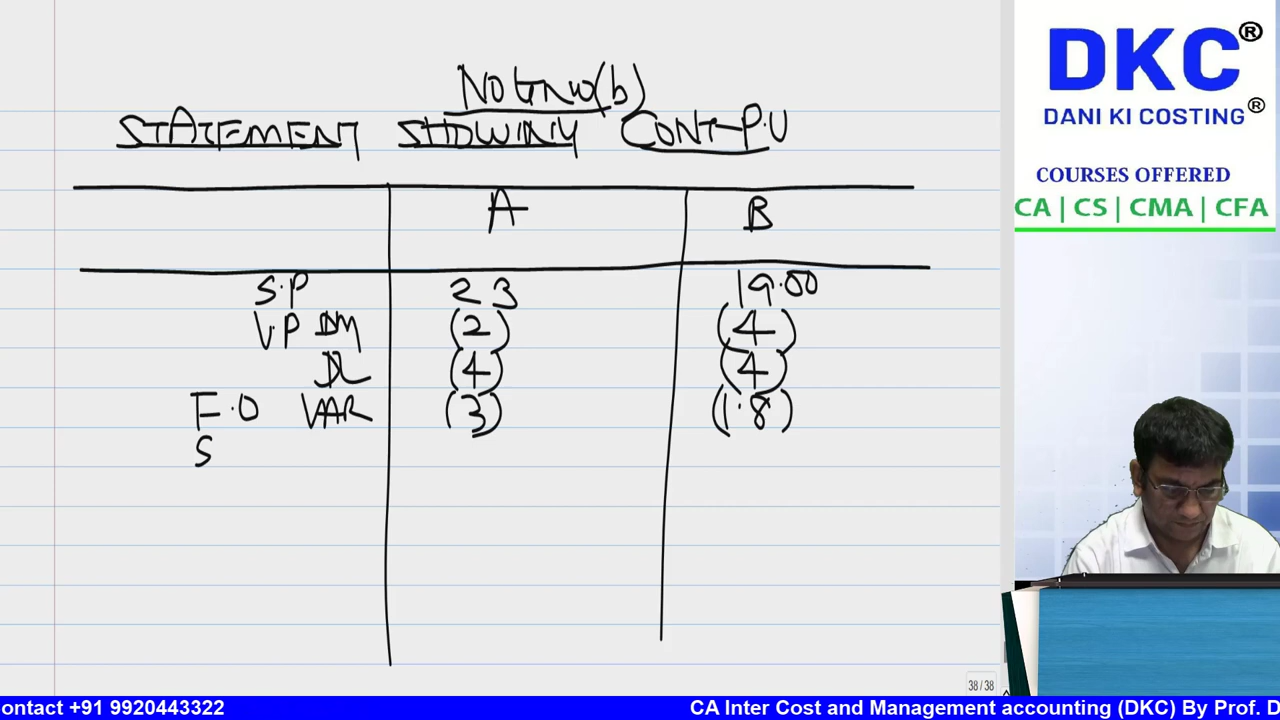 DKC®
DANI KI COSTING®
COURSES OFFERED
CA | CS | CMA | CFA
(b)
STATEMENT SHOWING CONT-P.U
A B
S.P 23 19.00
V.P DM (2) (4)
DL (4) (4)
F.O VAR (3) (1.8)
S
38 / 38
ontact +91 9920443322 CA Inter Cost and Management accounting (DKC) By Prof. D